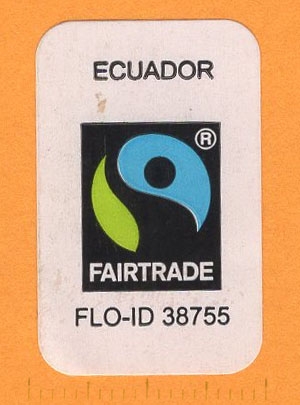 ECUADOR
®
FAIRTRADE
FLO-ID 38755